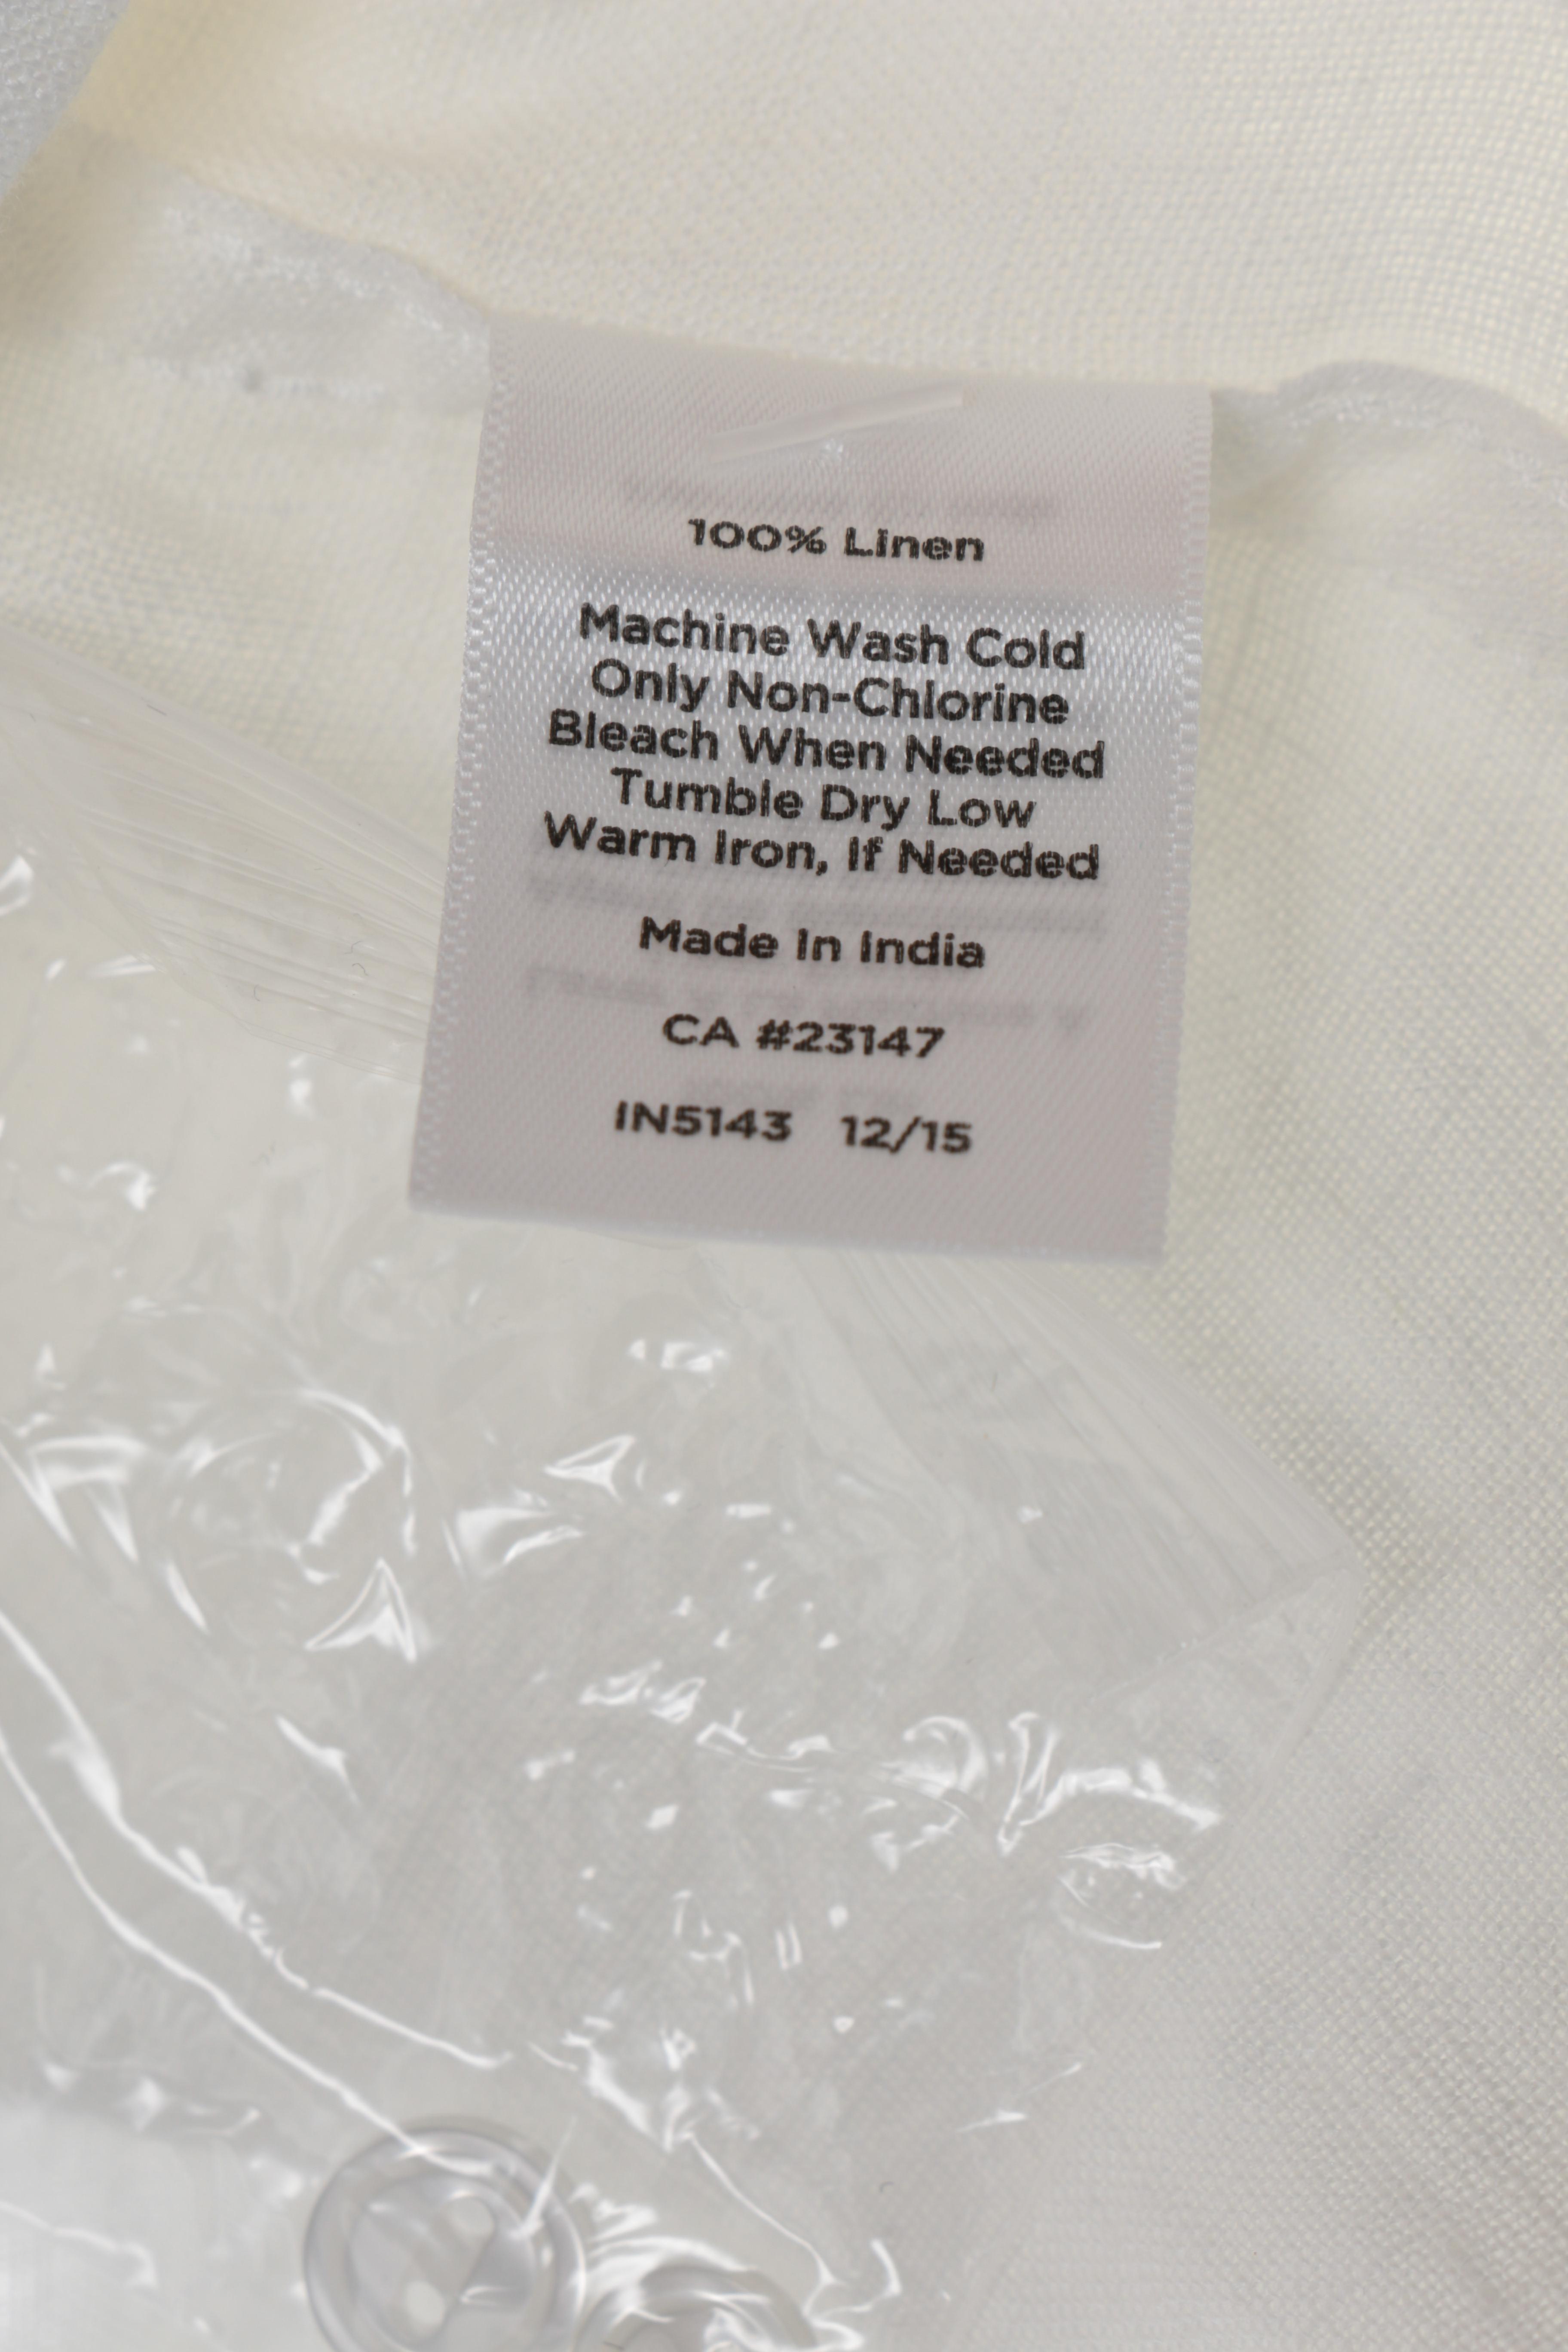 100% Linen
Machine Wash Cold
Only Non-Chlorine
Bleach When Needed
Tumble Dry Low
Warm Iron, If Needed
Made In India
CA #23147
IN5143 12/15